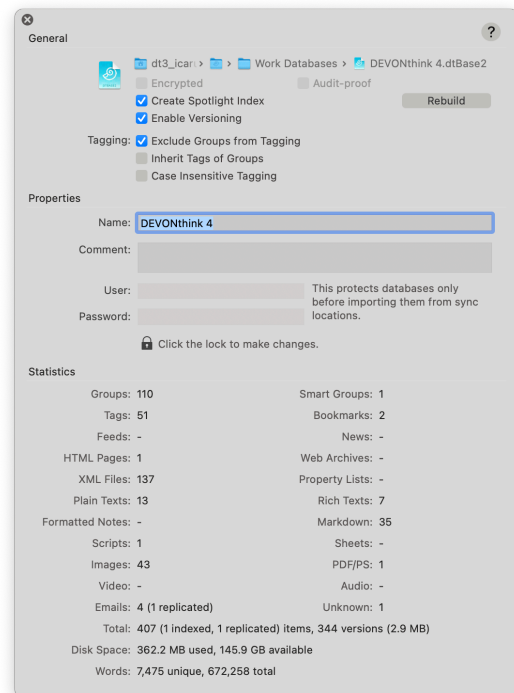 ?
General
dt3_icar › › Work Databases › DEVONthink 4.dtBase2
Encrypted Audit-proof
Create Spotlight Index Rebuild
Enable Versioning
Tagging: Exclude Groups from Tagging
Inherit Tags of Groups
Case Insensitive Tagging
Properties
Name: DEVONthink 4
Comment:
User: This protects databases only
before importing them from sync
Password: locations.
Click the lock to make changes.
Statistics
Groups: 110 Smart Groups: 1
Tags: 51 Bookmarks: 2
Feeds: - News: -
HTML Pages: 1 Web Archives: -
XML Files: 137 Property Lists: -
Plain Texts: 13 Rich Texts: 7
Formatted Notes: - Markdown: 35
Scripts: 1 Sheets: -
Images: 43 PDF/PS: 1
Video: - Audio: -
Emails: 4 (1 replicated) Unknown: 1
Total: 407 (1 indexed, 1 replicated) items, 344 versions (2.9 MB)
Disk Space: 362.2 MB used, 145.9 GB available
Words: 7,475 unique, 672,258 total